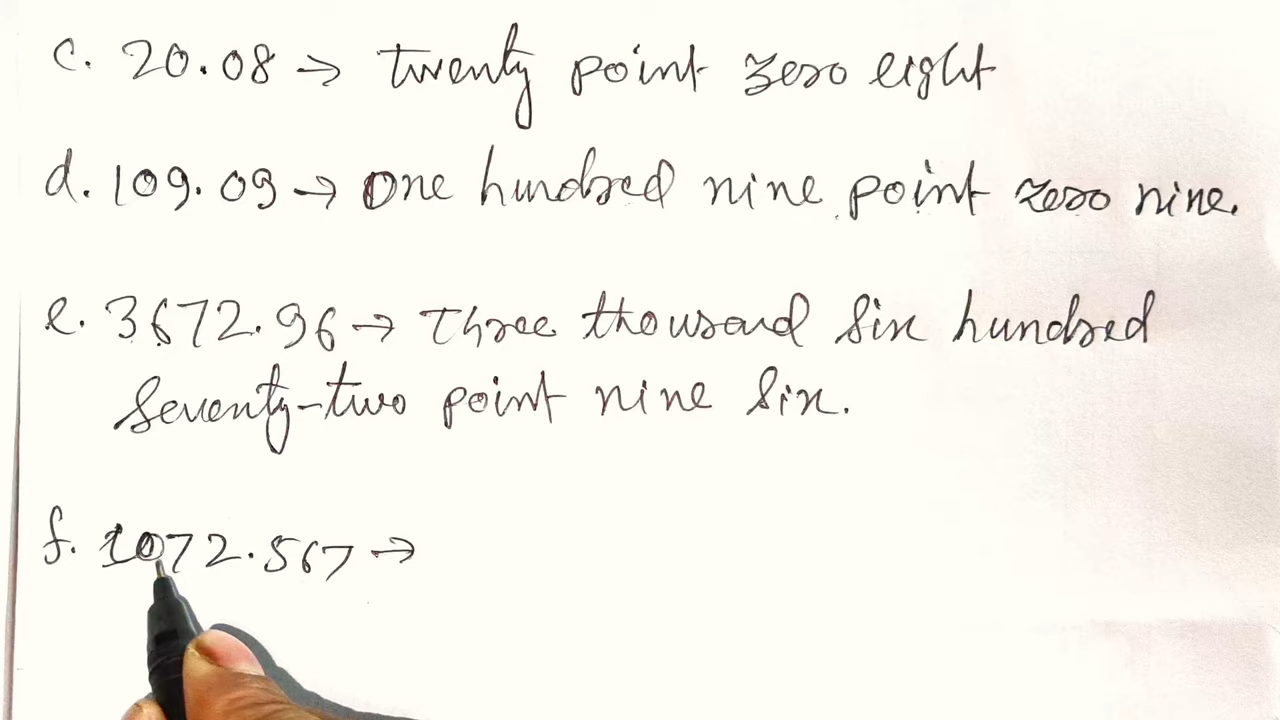 c. 20.08 → twenty point zero eight
d. 109.09 → One hundred nine point zero nine.
e. 3672.96 → Three thousand six hundred
seventy-two point nine six.
f. 1072.567 →